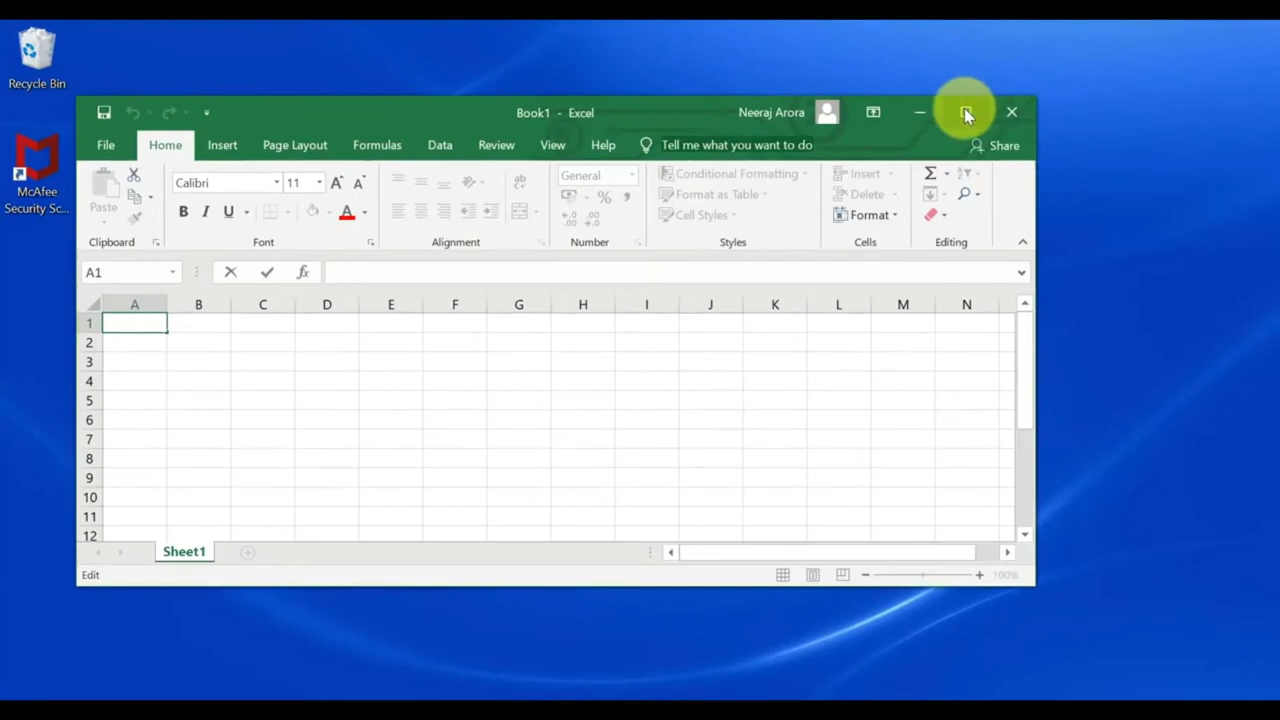 Recycle Bin
McAfee
Security Sc...
Book1 - Excel
Neeraj Arora
File Home Insert Page Layout Formulas Data Review View Help Tell me what you want to do Share
Paste
Clipboard
Calibri 11
B I U A
Font
Alignment
General
%
Number
Conditional Formatting
Format as Table
Cell Styles
Styles
Insert
Delete
Format
Cells
Editing
A1
fx
A B C D E F G H I J K L M N
1
2
3
4
5
6
7
8
9
10
11
12
Sheet1
Edit
100%